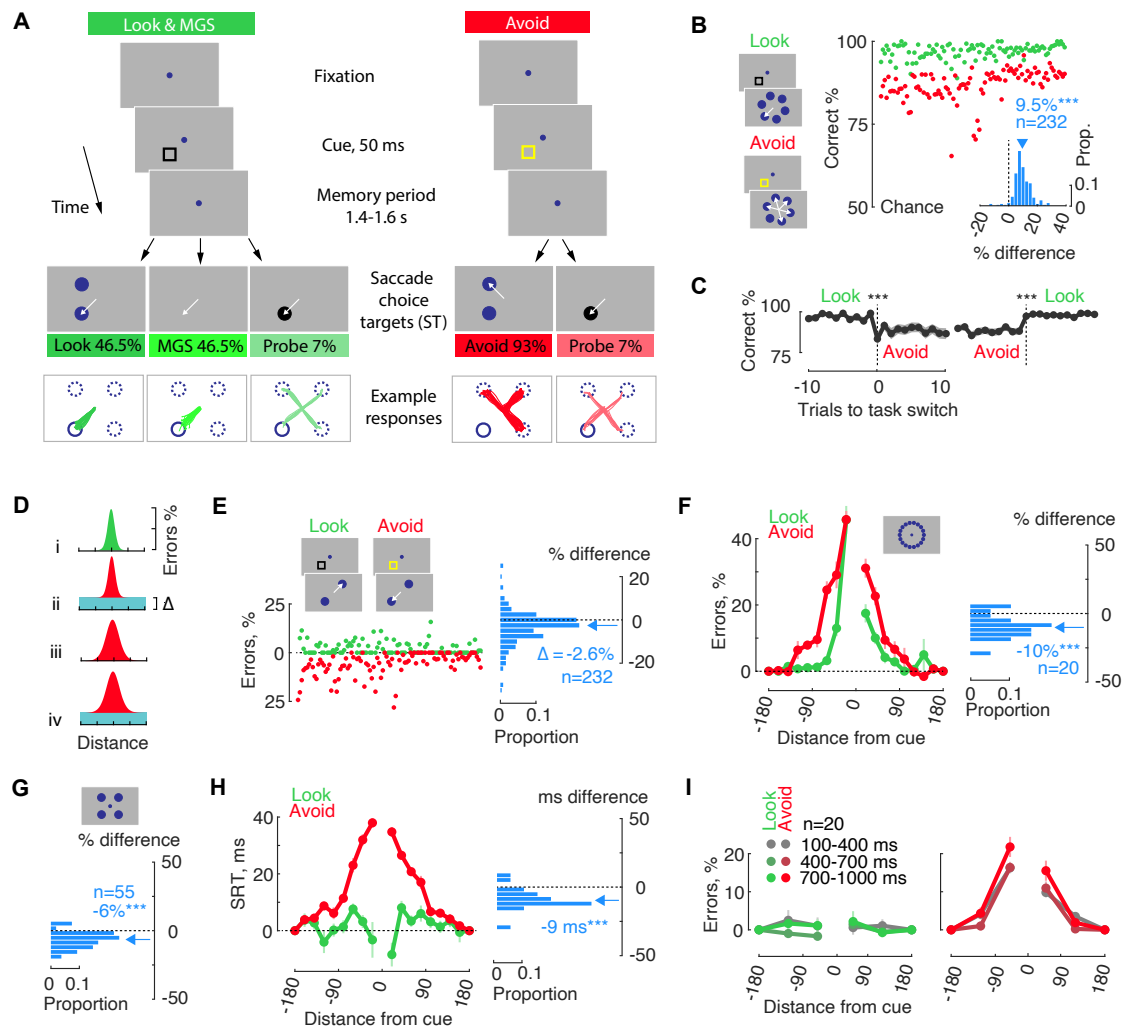 A
Look & MGS
Avoid
Fixation
Cue, 50 ms
Memory period
1.4-1.6 s
Time
Saccade
choice
targets (ST)
Look 46.5%
MGS 46.5%
Probe 7%
Avoid 93%
Probe 7%
Example
responses
B
Look
Avoid
Correct %
100
75
50
Chance
9.5%***
n=232
Prop.
0.1
0
-20
0
20
40
% difference
C
Correct %
100
75
Look
***
Avoid
Avoid
***
Look
-10
0
10
Trials to task switch
D
i
ii
iii
iv
Errors %
Δ
Distance
E
Look
Avoid
Errors, %
25
0
25
% difference
20
0
-20
Δ = -2.6%
n=232
0
0.1
Proportion
F
Look
Avoid
Errors, %
40
20
0
-180
-90
0
90
180
Distance from cue
% difference
50
0
-50
-10%***
n=20
0
0.1
Proportion
G
% difference
50
0
-50
n=55
-6%***
0
0.1
Proportion
H
Look
Avoid
SRT, ms
40
20
0
-180
-90
0
90
180
Distance from cue
ms difference
50
0
-50
-9 ms***
0
0.1
Proportion
I
Look
Avoid
n=20
100-400 ms
400-700 ms
700-1000 ms
Errors, %
20
10
0
-180
-90
0
90
180
-180
-90
0
90
180
Distance from cue